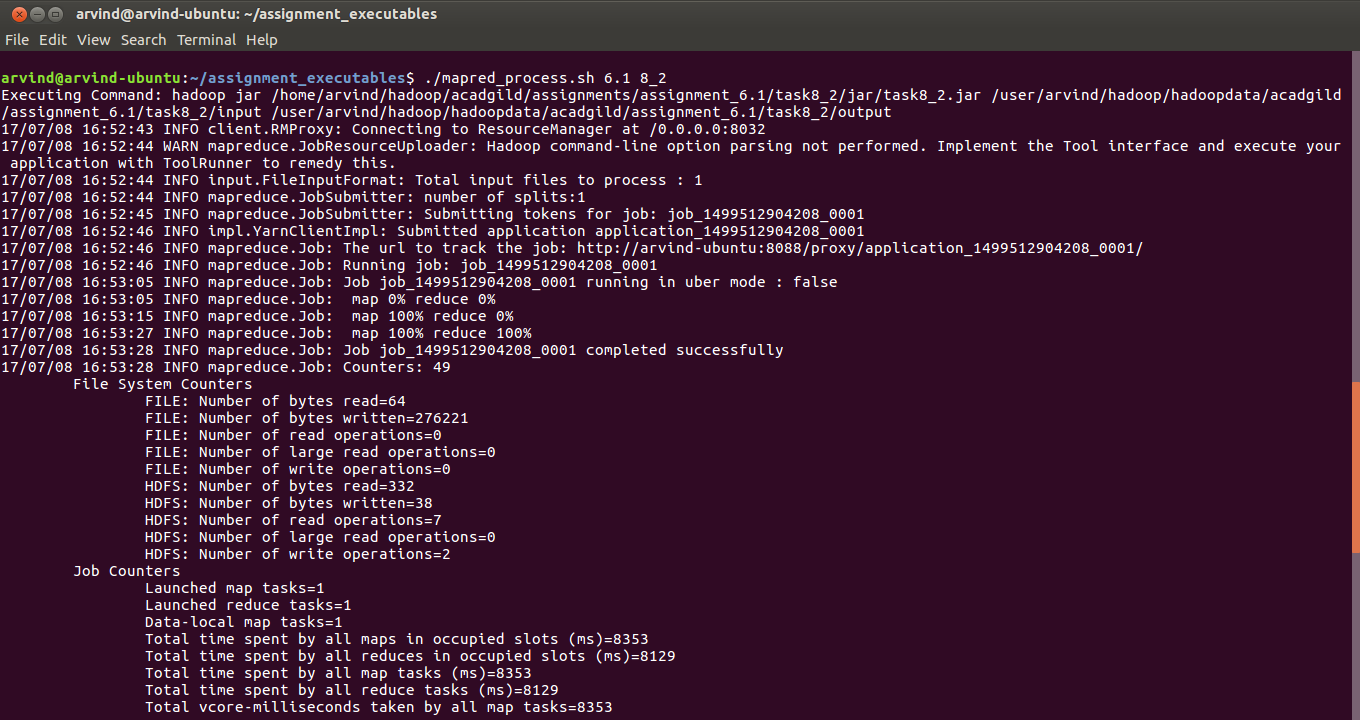 arvind@arvind-ubuntu: ~/assignment_executables
File Edit View Search Terminal Help
arvind@arvind-ubuntu:~/assignment_executables$ ./mapred_process.sh 6.1 8_2
Executing Command: hadoop jar /home/arvind/hadoop/acadgild/assignments/assignment_6.1/task8_2/jar/task8_2.jar /user/arvind/hadoop/hadoopdata/acadgild
/assignment_6.1/task8_2/input /user/arvind/hadoop/hadoopdata/acadgild/assignment_6.1/task8_2/output
17/07/08 16:52:43 INFO client.RMProxy: Connecting to ResourceManager at /0.0.0.0:8032
17/07/08 16:52:44 WARN mapreduce.JobResourceUploader: Hadoop command-line option parsing not performed. Implement the Tool interface and execute your
 application with ToolRunner to remedy this.
17/07/08 16:52:44 INFO input.FileInputFormat: Total input files to process : 1
17/07/08 16:52:44 INFO mapreduce.JobSubmitter: number of splits:1
17/07/08 16:52:45 INFO mapreduce.JobSubmitter: Submitting tokens for job: job_1499512904208_0001
17/07/08 16:52:46 INFO impl.YarnClientImpl: Submitted application application_1499512904208_0001
17/07/08 16:52:46 INFO mapreduce.Job: The url to track the job: http://arvind-ubuntu:8088/proxy/application_1499512904208_0001/
17/07/08 16:52:46 INFO mapreduce.Job: Running job: job_1499512904208_0001
17/07/08 16:53:05 INFO mapreduce.Job: Job job_1499512904208_0001 running in uber mode : false
17/07/08 16:53:05 INFO mapreduce.Job:  map 0% reduce 0%
17/07/08 16:53:15 INFO mapreduce.Job:  map 100% reduce 0%
17/07/08 16:53:27 INFO mapreduce.Job:  map 100% reduce 100%
17/07/08 16:53:28 INFO mapreduce.Job: Job job_1499512904208_0001 completed successfully
17/07/08 16:53:28 INFO mapreduce.Job: Counters: 49
File System Counters
FILE: Number of bytes read=64
FILE: Number of bytes written=276221
FILE: Number of read operations=0
FILE: Number of large read operations=0
FILE: Number of write operations=0
HDFS: Number of bytes read=332
HDFS: Number of bytes written=38
HDFS: Number of read operations=7
HDFS: Number of large read operations=0
HDFS: Number of write operations=2
Job Counters
Launched map tasks=1
Launched reduce tasks=1
Data-local map tasks=1
Total time spent by all maps in occupied slots (ms)=8353
Total time spent by all reduces in occupied slots (ms)=8129
Total time spent by all map tasks (ms)=8353
Total time spent by all reduce tasks (ms)=8129
Total vcore-milliseconds taken by all map tasks=8353